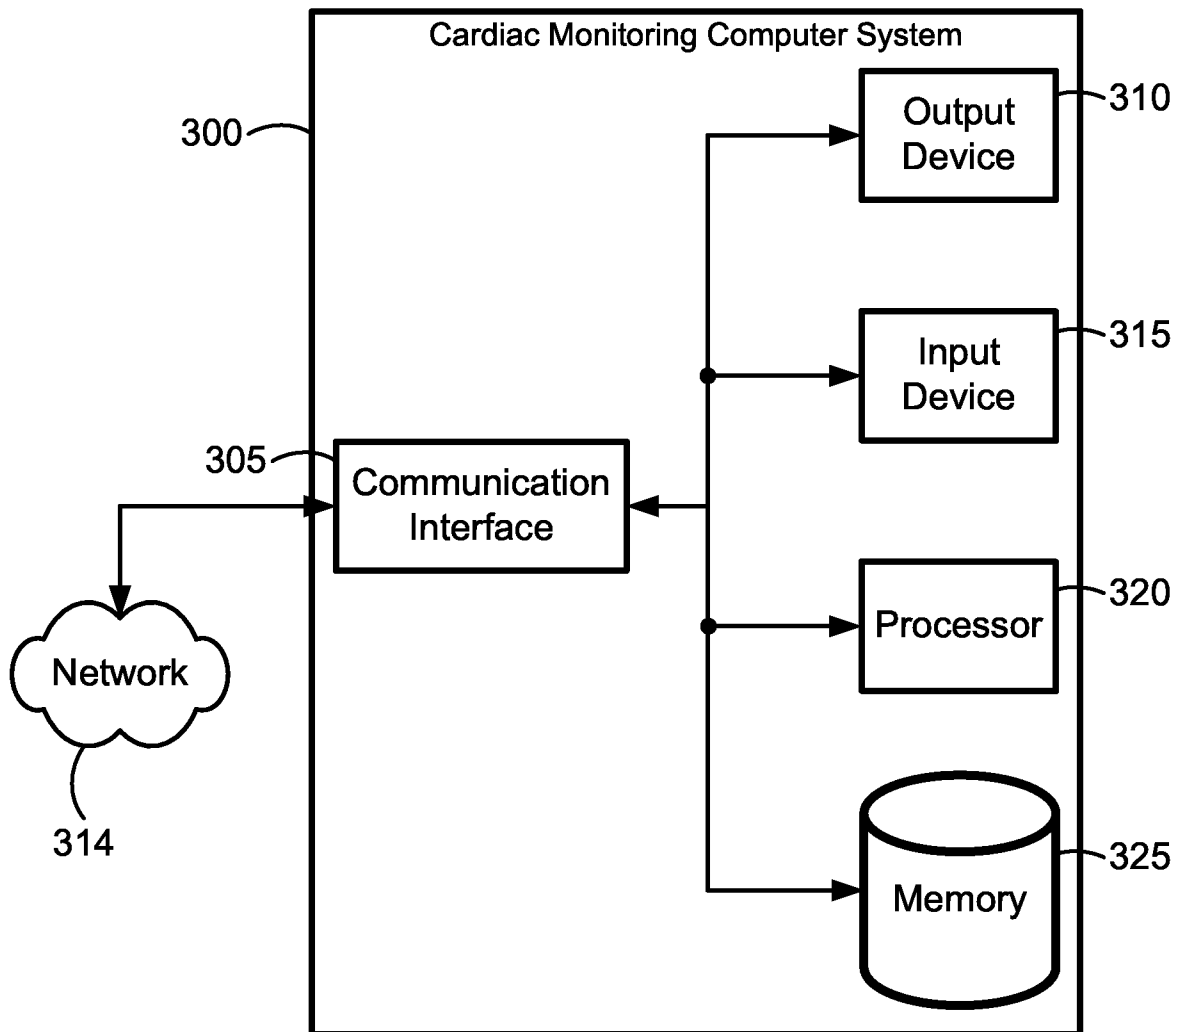 Cardiac Monitoring Computer System
300
Output
Device
310
Input
Device
315
305
Communication
Interface
Processor
320
Network
314
Memory
325